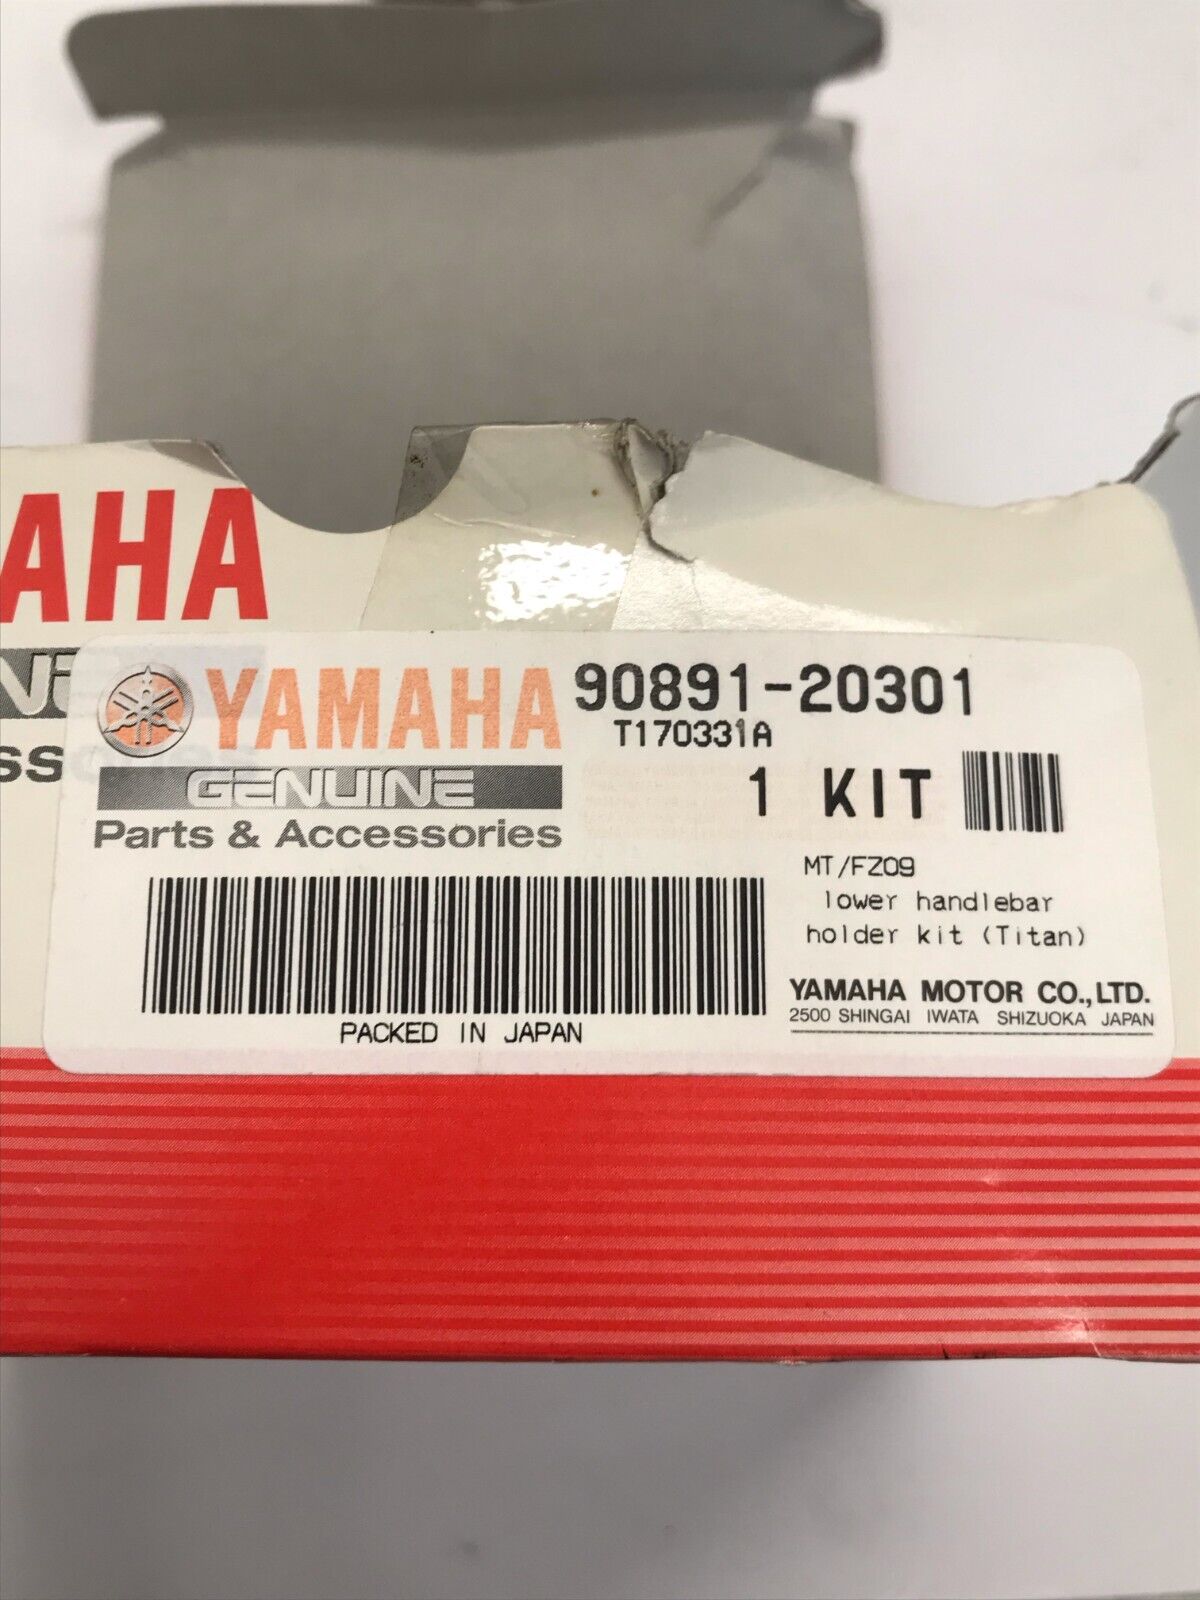 AHA
YAMAHA
GENUINE
Parts & Accessories
90891-20301
T170331A
1 KIT
MT/FZ09
lower handlebar
holder kit (Titan)
PACKED IN JAPAN
YAMAHA MOTOR CO.,LTD.
2500 SHINGAI IWATA SHIZUOKA JAPAN